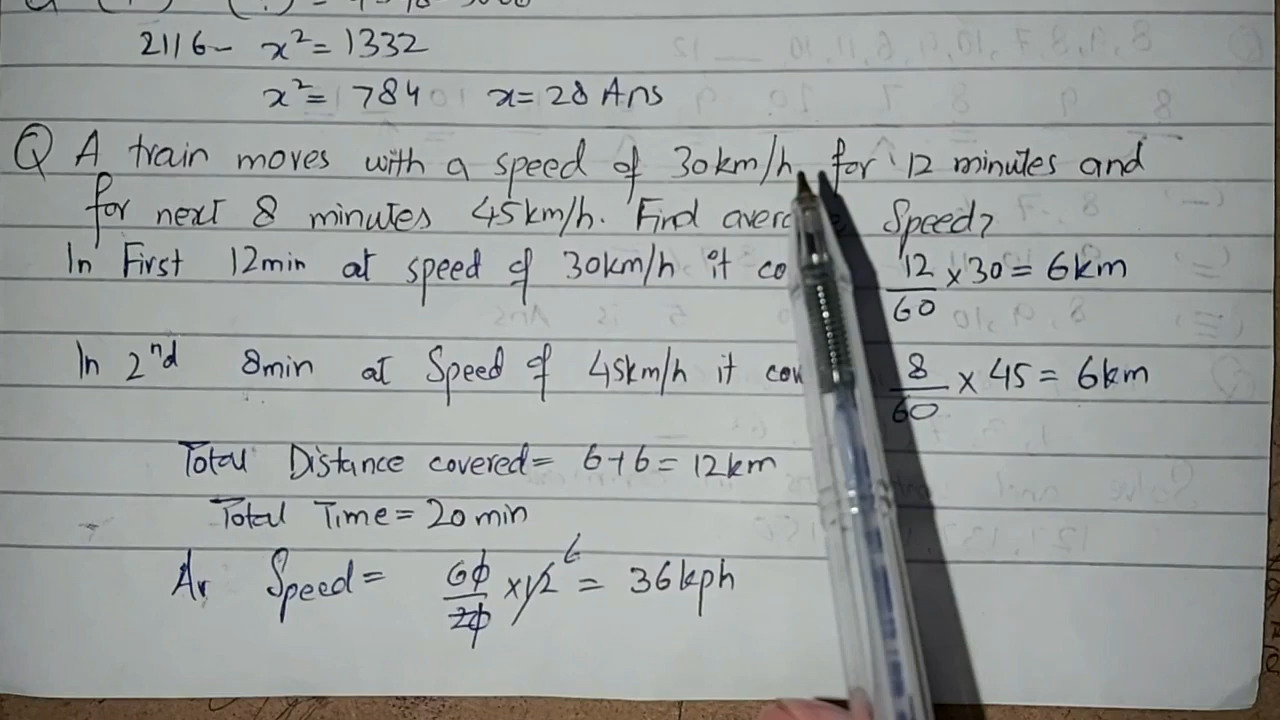 2116 - x² = 1332
x² = 784 x = 28 Ans
Q A train moves with a speed of 30km/h for 12 minutes and
for next 8 minutes 45km/h. Find Speed?
In First 12min at speed of 30km/h it 12/60 x 30 = 6km
In 2nd 8min at Speed of 45km/h it 8/60 x 45 = 6km
Total Distance covered = 6+6 = 12km
Total Time = 20 min
Av Speed = 60/20 x 12 6 = 36kph